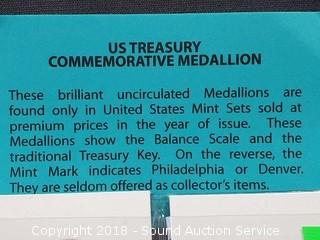 US TREASURY
COMMEMORATIVE MEDALLION
These brilliant uncirculated Medallions are
found only in United States Mint Sets sold at
premium prices in the year of issue. These
Medallions show the Balance Scale and the
traditional Treasury Key. On the reverse, the
Mint Mark indicates Philadelphia or Denver.
They are seldom offered as collector's items.
Copyright 2018 - Sound Auction Service